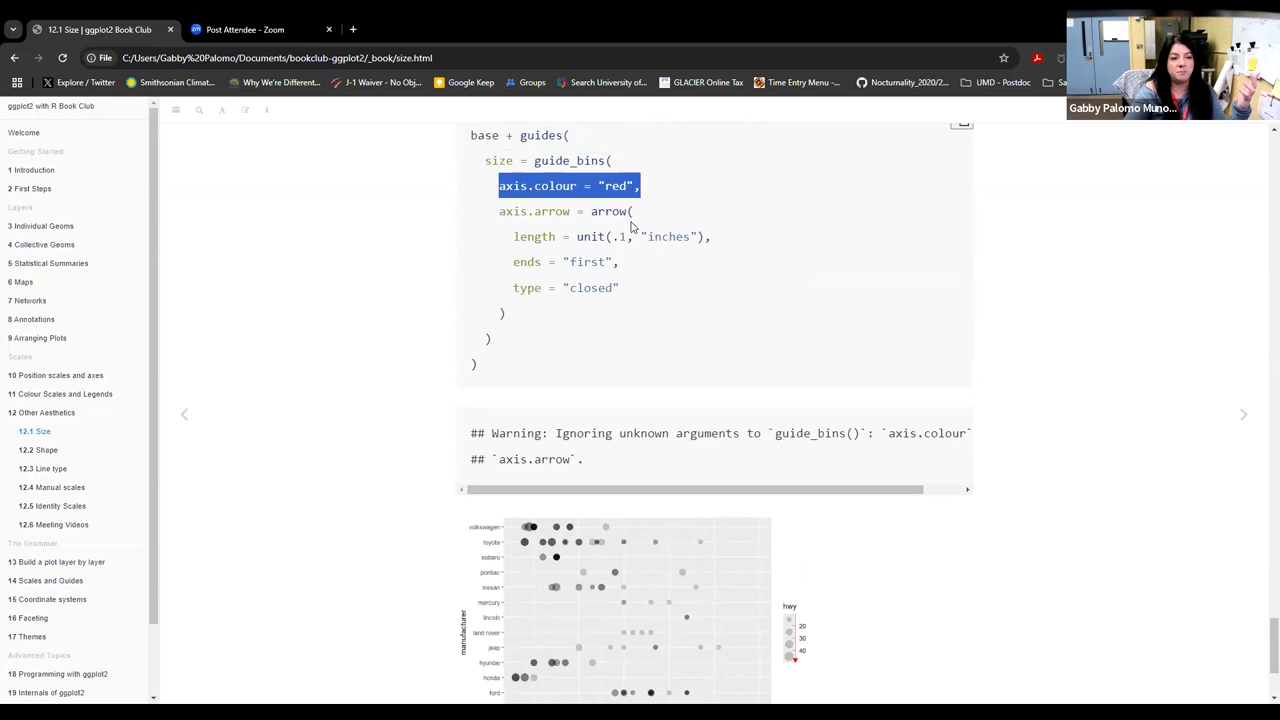 12.1 Size | ggplot2 Book Club
Post Attendee - Zoom
File
C:/Users/Gabby%20Palomo/Documents/bookclub-ggplot2/_book/size.html
Explore / Twitter
Smithsonian Climat...
Why We're Different...
J-1 Waiver - No Obj...
Google Keep
Groups
Search University of...
GLACIER Online Tax
Time Entry Menu -...
Nocturnality_2020/2...
UMD - Postdoc
Gabby Palomo Muno...
ggplot2 with R Book Club
Welcome
Getting Started
1 Introduction
2 First Steps
Layers
3 Individual Geoms
4 Collective Geoms
5 Statistical Summaries
6 Maps
7 Networks
8 Annotations
9 Arranging Plots
Scales
10 Position scales and axes
11 Colour Scales and Legends
12 Other Aesthetics
12.1 Size
12.2 Shape
12.3 Line type
12.4 Manual scales
12.5 Identity Scales
12.6 Meeting Videos
The Grammar
13 Build a plot layer by layer
14 Scales and Guides
15 Coordinate systems
16 Faceting
17 Themes
Advanced Topics
18 Programming with ggplot2
19 Internals of ggplot2
base + guides(
size = guide_bins(
axis.colour = "red",
axis.arrow = arrow(
length = unit(.1, "inches"),
ends = "first",
type = "closed"
)
)
)
## Warning: Ignoring unknown arguments to `guide_bins()`: `axis.colour`
## `axis.arrow`.
volkswagen
toyota
subaru
pontiac
nissan
mercury
lincoln
land rover
jeep
hyundai
honda
ford
manufacturer
hwy
20
30
40